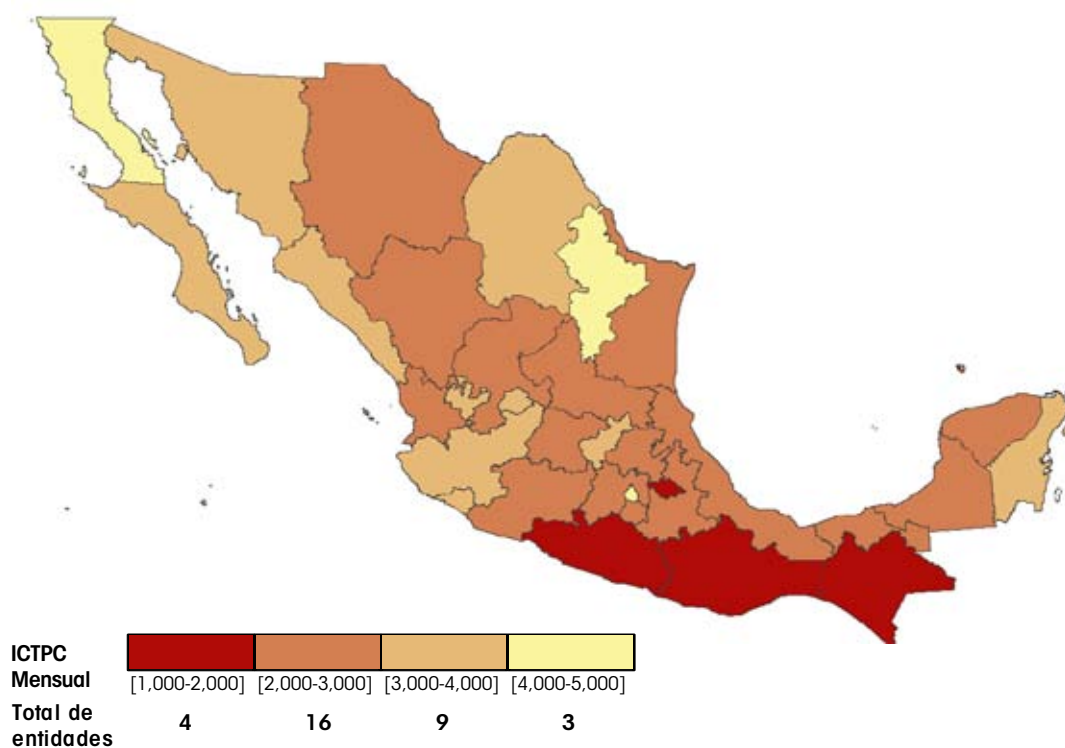 ICTPC
Mensual
[1,000-2,000] [2,000-3,000] [3,000-4,000] [4,000-5,000]
Total de
entidades
4 16 9 3